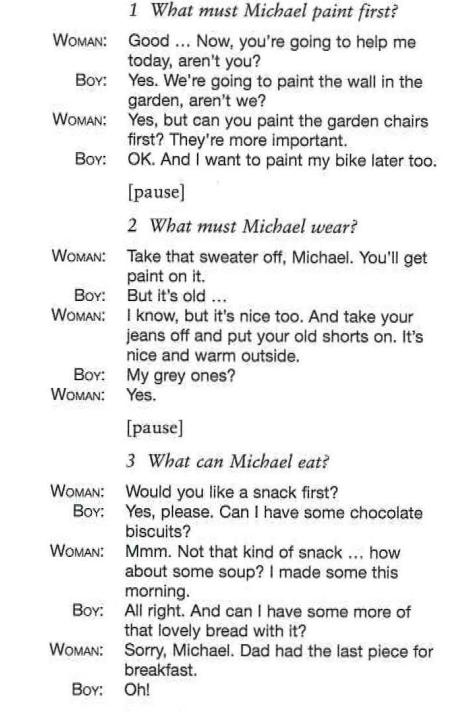 1 What must Michael paint first?
WOMAN: Good ... Now, you're going to help me
today, aren't you?
BOY: Yes. We're going to paint the wall in the
garden, aren't we?
WOMAN: Yes, but can you paint the garden chairs
first? They're more important.
BOY: OK. And I want to paint my bike later too.
[pause]
2 What must Michael wear?
WOMAN: Take that sweater off, Michael. You'll get
paint on it.
BOY: But it's old ...
WOMAN: I know, but it's nice too. And take your
jeans off and put your old shorts on. It's
nice and warm outside.
BOY: My grey ones?
WOMAN: Yes.
[pause]
3 What can Michael eat?
WOMAN: Would you like a snack first?
BOY: Yes, please. Can I have some chocolate
biscuits?
WOMAN: Mmm. Not that kind of snack ... how
about some soup? I made some this
morning.
BOY: All right. And can I have some more of
that lovely bread with it?
WOMAN: Sorry, Michael. Dad had the last piece for
breakfast.
BOY: Oh!